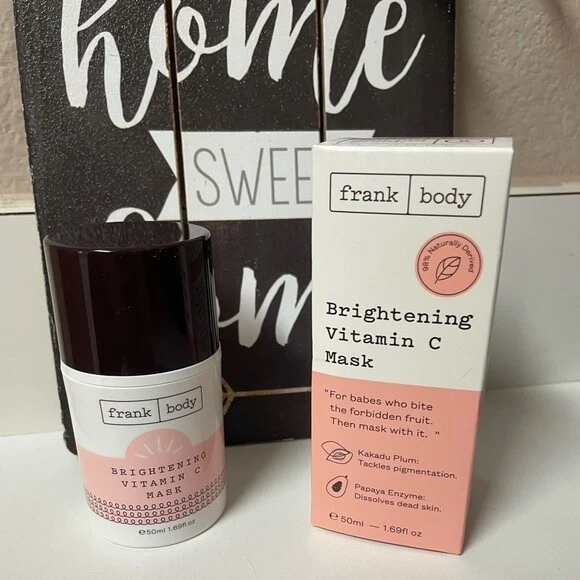 home
SWEE
frank body
98% Naturally Derived
Brightening
Vitamin C
Mask
"For babes who bite
the forbidden fruit.
Then mask with it. "
Kakadu Plum:
Tackles pigmentation.
Papaya Enzyme:
Dissolves dead skin.
℮50ml — 1.69fl oz
frank body
BRIGHTENING
VITAMIN C
MASK
℮50ml 1.69fl oz